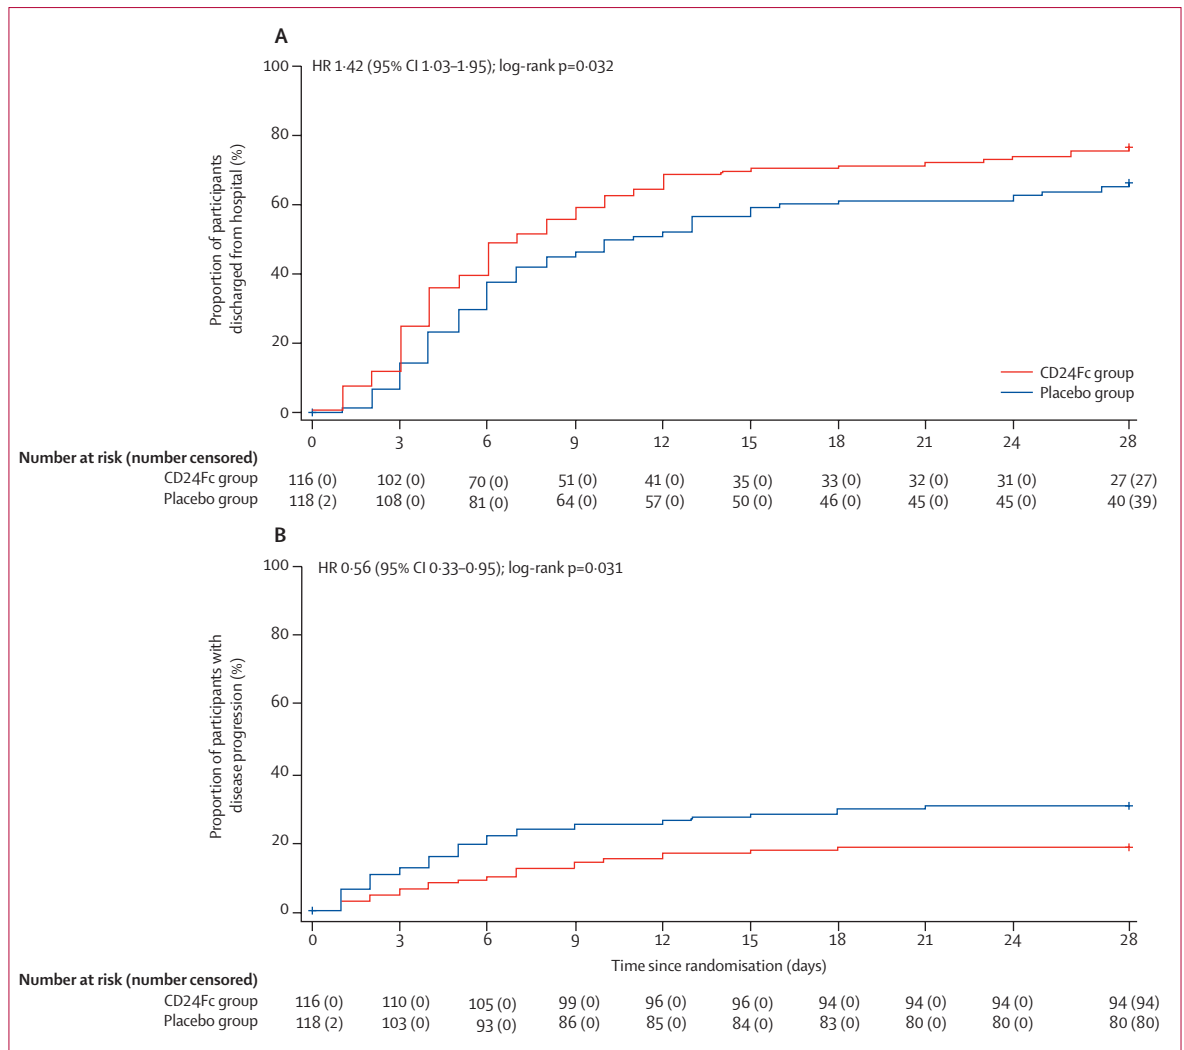 A
HR 1·42 (95% CI 1·03–1·95); log-rank p=0·032
Proportion of participants
discharged from hospital (%)
100
80
60
40
20
0
CD24Fc group
Placebo group
0 3 6 9 12 15 18 21 24 28
Number at risk (number censored)
CD24Fc group 116 (0) 102 (0) 70 (0) 51 (0) 41 (0) 35 (0) 33 (0) 32 (0) 31 (0) 27 (27)
Placebo group 118 (2) 108 (0) 81 (0) 64 (0) 57 (0) 50 (0) 46 (0) 45 (0) 45 (0) 40 (39)
B
HR 0·56 (95% CI 0·33–0·95); log-rank p=0·031
Proportion of participants with
disease progression (%)
100
80
60
40
20
0
0 3 6 9 12 15 18 21 24 28
Time since randomisation (days)
Number at risk (number censored)
CD24Fc group 116 (0) 110 (0) 105 (0) 99 (0) 96 (0) 96 (0) 94 (0) 94 (0) 94 (0) 94 (94)
Placebo group 118 (2) 103 (0) 93 (0) 86 (0) 85 (0) 84 (0) 83 (0) 80 (0) 80 (0) 80 (80)